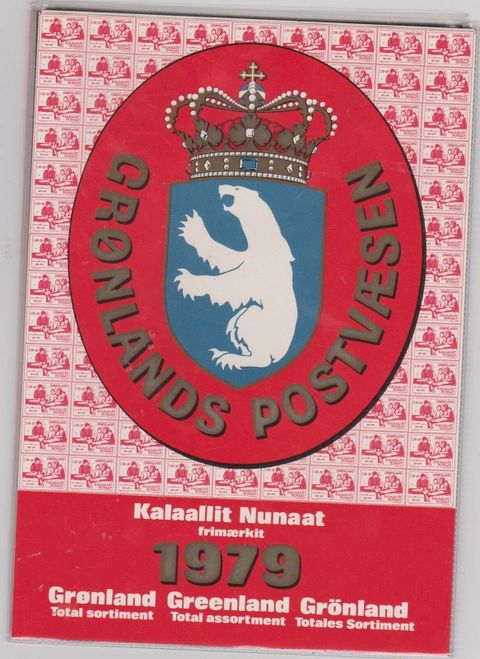 GRØNLANDS POSTVÆSEN
Kalaallit Nunaat
frimærkit
1979
Grønland Greenland Grönland
Total sortiment Total assortment Totales Sortiment